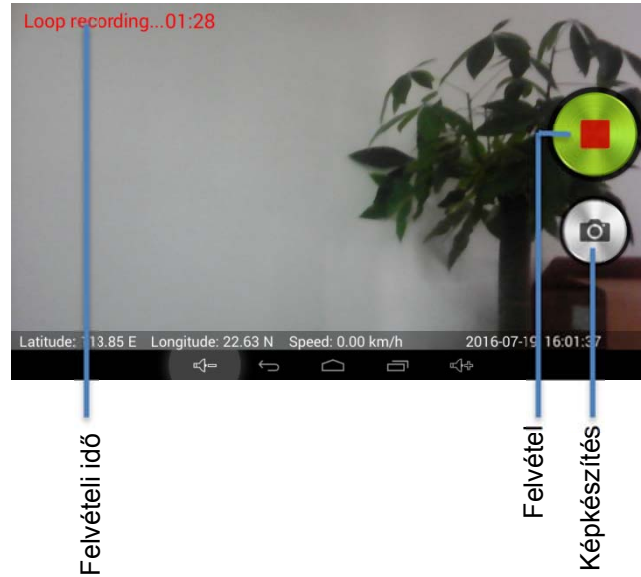 Loop recording...01:28
Latitude: 113.85 E Longitude: 22.63 N Speed: 0.00 km/h 2016-07-19 16:01:37
Felvételi idő
Felvétel
Képkészítés